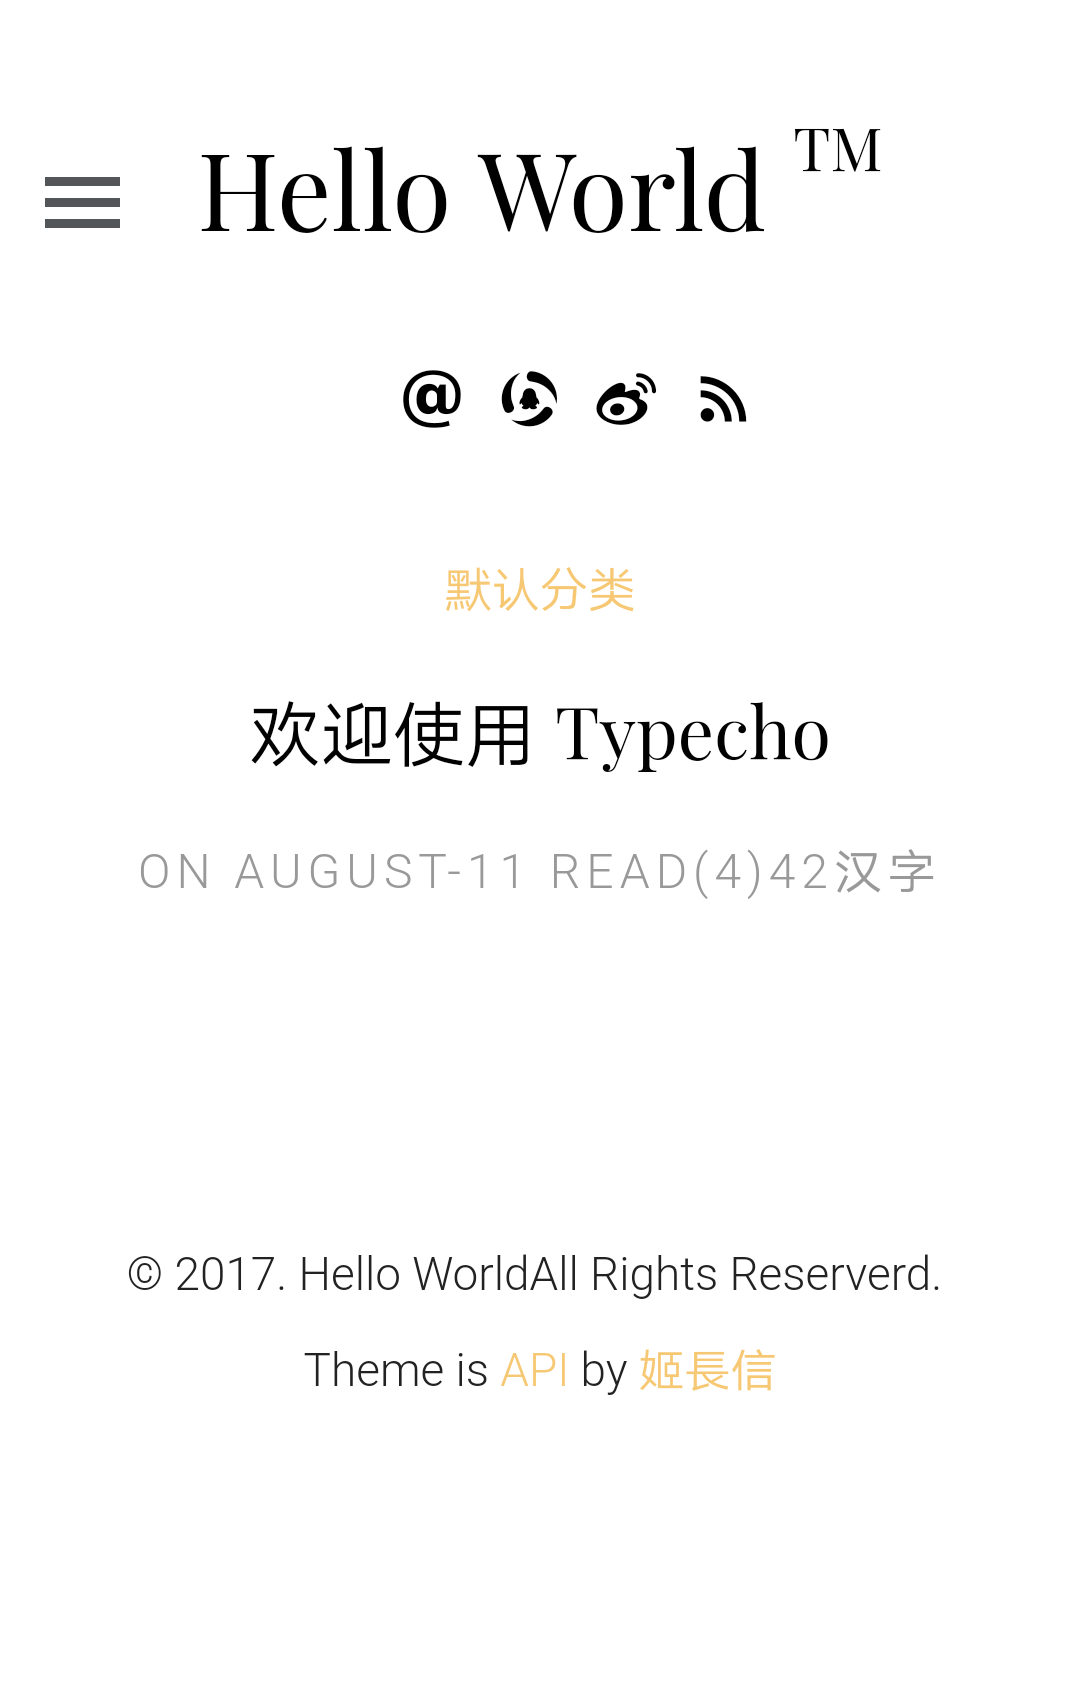 Hello World ™
@
默认分类
欢迎使用 Typecho
ON AUGUST-11 READ(4)42汉字
© 2017. Hello WorldAll Rights Reserverd.
Theme is API by 姬長信